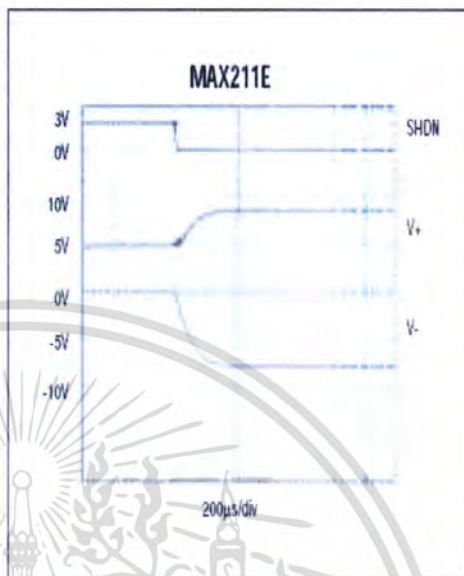 MAX211E
3V
SHDN
0V
10V
V+
5V
0V
V-
-5V
-10V
200µs/div